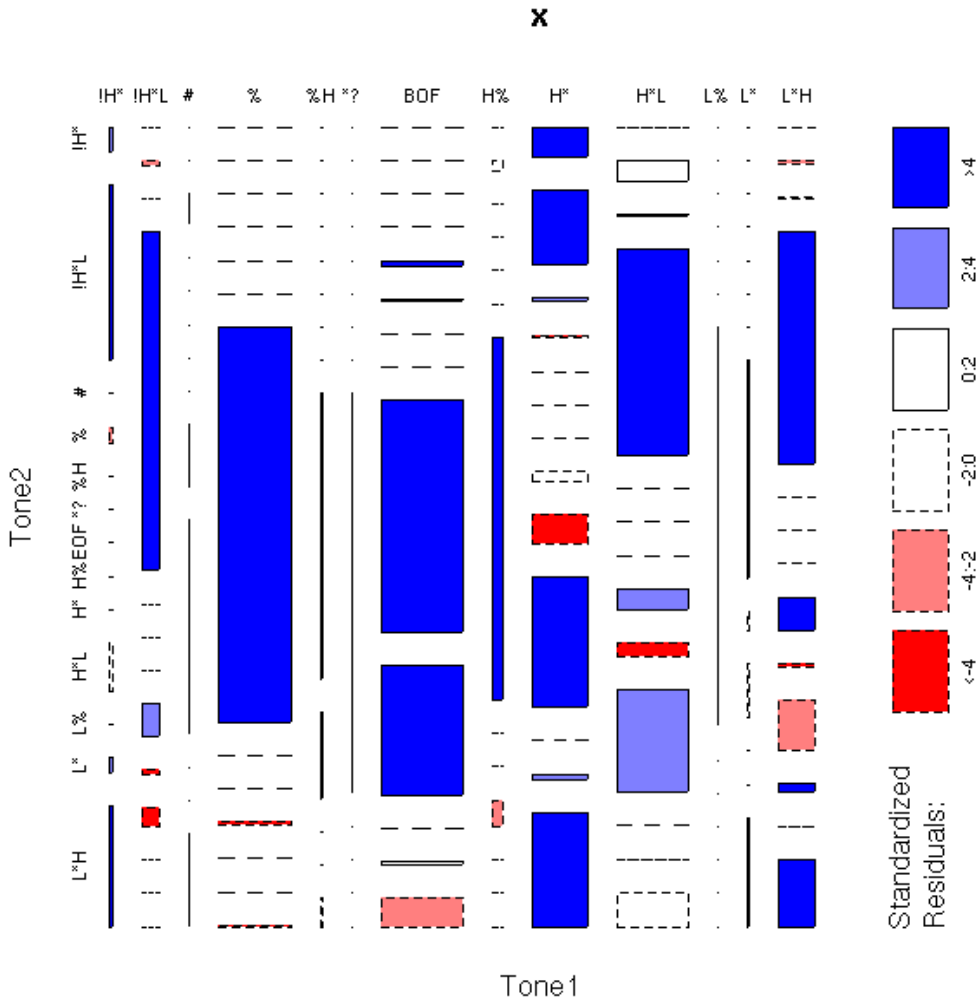 x
!H* !H*L # % %H *? BOF H% H* H*L L% L* L*H
!H*
!H*L
#
%
%H
*?
EOF
H%
H*
H*L
L%
L*
L*H
Tone2
Tone1
>4
2:4
0:2
-2:0
-4:-2
<-4
Standardized
Residuals: